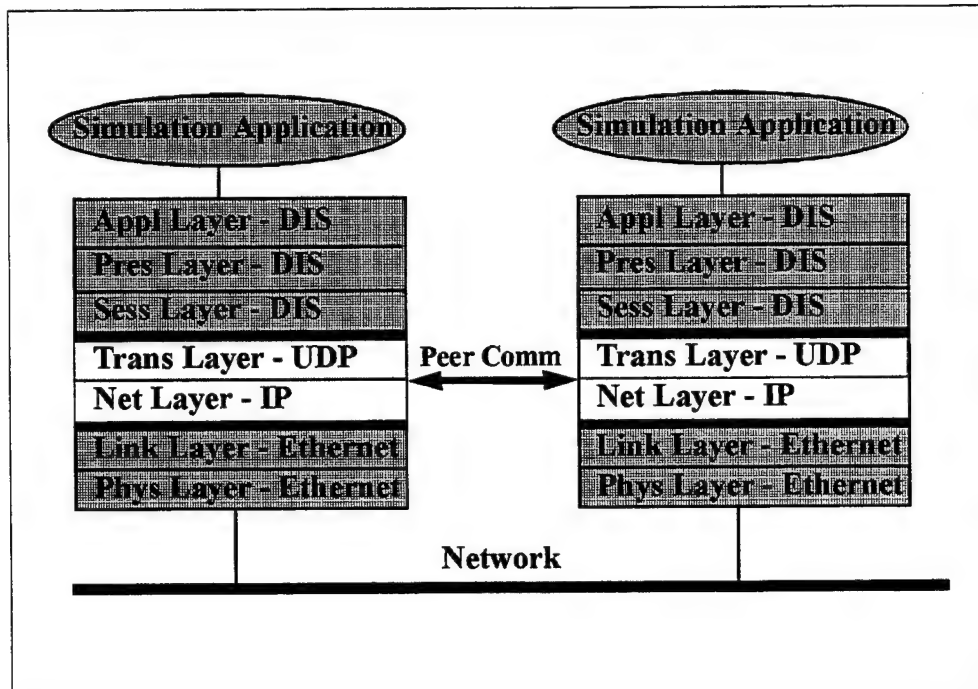 Simulation Application
Appl Layer - DIS
Pres Layer - DIS
Sess Layer - DIS
Trans Layer - UDP
Net Layer - IP
Link Layer - Ethernet
Phys Layer - Ethernet
Peer Comm
Simulation Application
Appl Layer - DIS
Pres Layer - DIS
Sess Layer - DIS
Trans Layer - UDP
Net Layer - IP
Link Layer - Ethernet
Phys Layer - Ethernet
Network